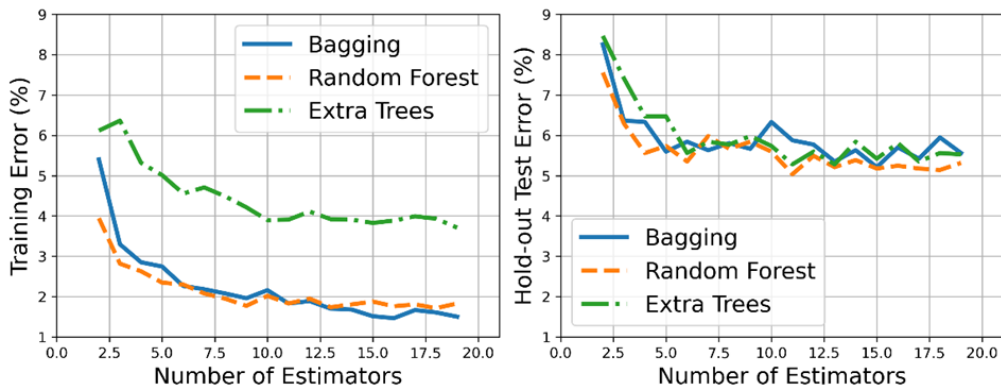 Training Error (%)
9
8
7
6
5
4
3
2
1
0.0 2.5 5.0 7.5 10.0 12.5 15.0 17.5 20.0
Number of Estimators
Bagging
Random Forest
Extra Trees
Hold-out Test Error (%)
9
8
7
6
5
4
3
2
1
0.0 2.5 5.0 7.5 10.0 12.5 15.0 17.5 20.0
Number of Estimators
Bagging
Random Forest
Extra Trees